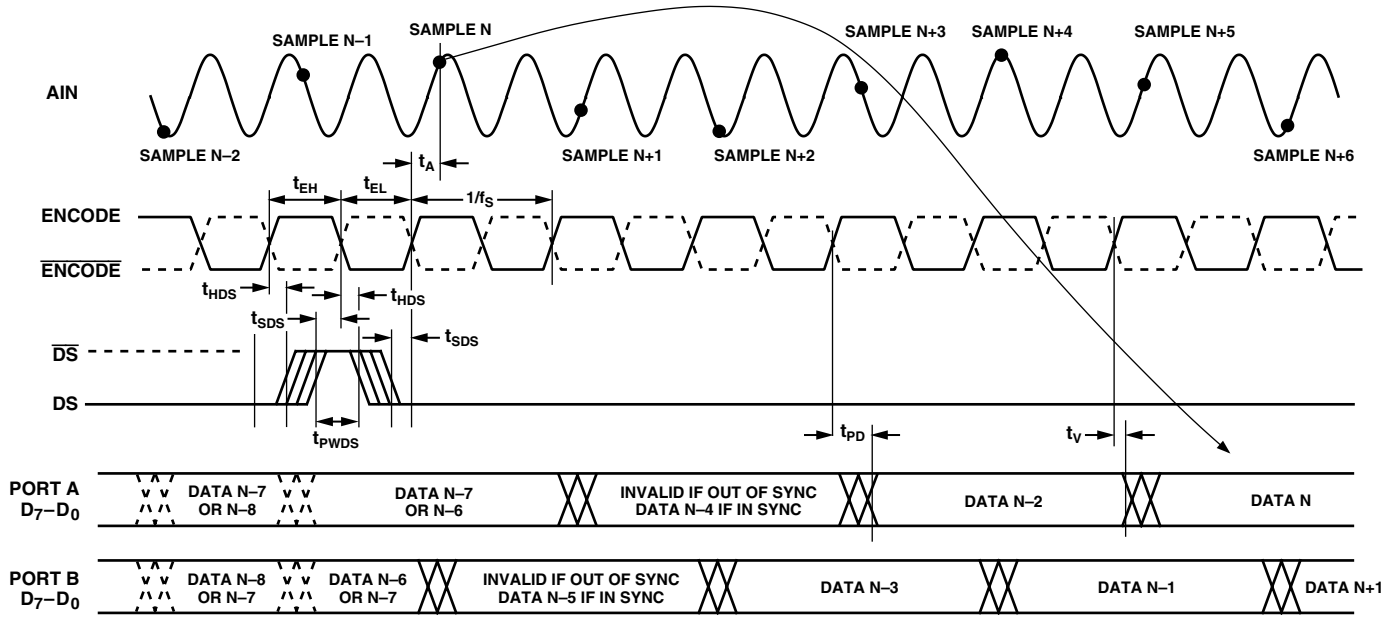 SAMPLE N–1
SAMPLE N
SAMPLE N+3
SAMPLE N+4
SAMPLE N+5
AIN
SAMPLE N–2
tA
SAMPLE N+1
SAMPLE N+2
SAMPLE N+6
tEH
tEL
1/fS
ENCODE
ENCODE
tHDS
tHDS
tSDS
tSDS
DS
DS
tPWDS
tPD
tV
PORT A
D7–D0
DATA N–7
OR N–8
DATA N–7
OR N–6
INVALID IF OUT OF SYNC
DATA N–4 IF IN SYNC
DATA N–2
DATA N
PORT B
D7–D0
DATA N–8
OR N–7
DATA N–6
OR N–7
INVALID IF OUT OF SYNC
DATA N–5 IF IN SYNC
DATA N–3
DATA N–1
DATA N+1